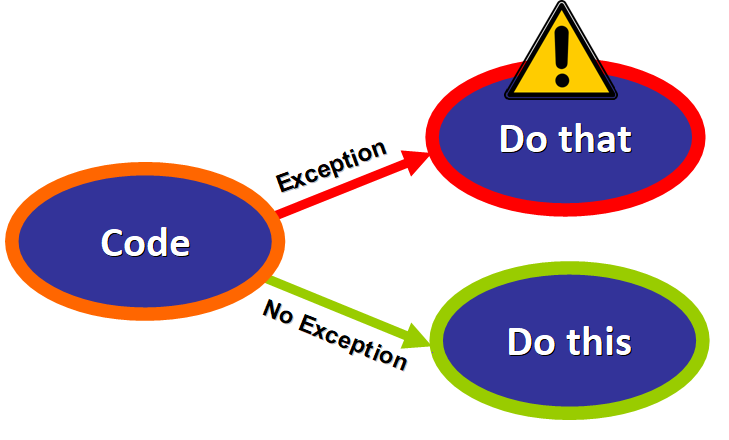 Do that
Exception
Code
No Exception
Do this